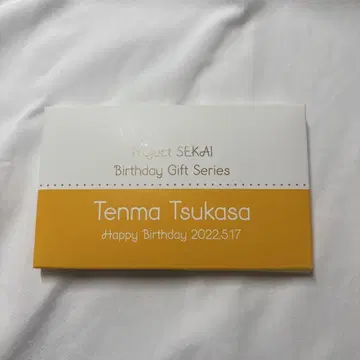 Project SEKAI
Birthday Gift Series
Tenma Tsukasa
Happy Birthday 2022.5.17